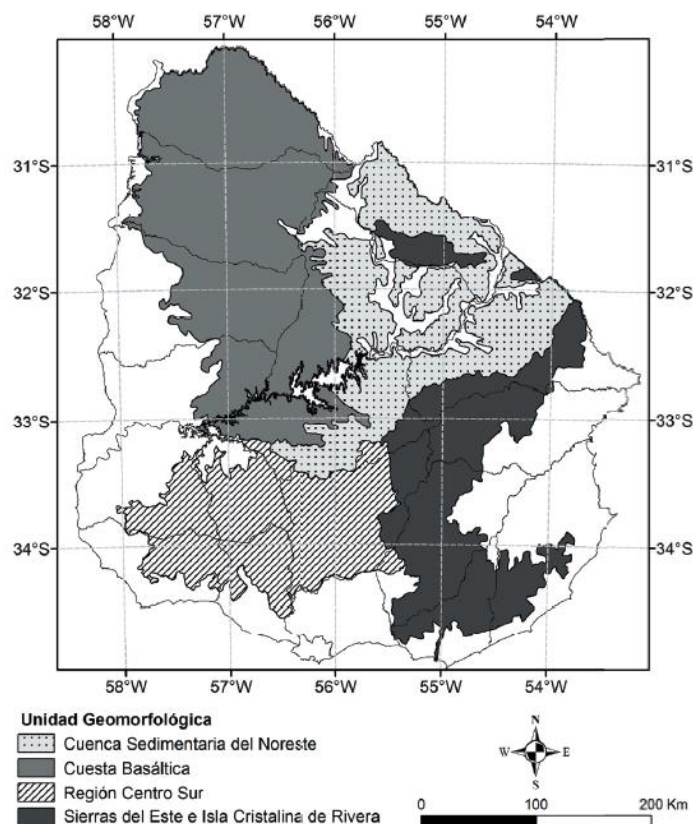 58°W 57°W 56°W 55°W 54°W
31°S 31°S
32°S 32°S
33°S 33°S
34°S 34°S
58°W 57°W 56°W 55°W 54°W
Unidad Geomorfológica
Cuenca Sedimentaria del Noreste
Cuesta Basáltica
Región Centro Sur
Sierras del Este e Isla Cristalina de Rivera
N
W E
S
0 100 200 Km